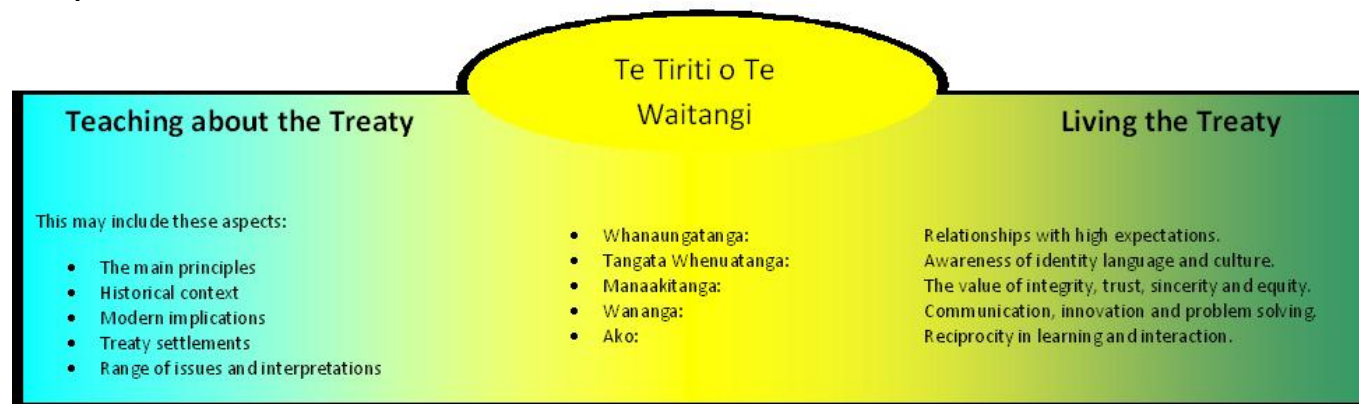 Te Tiriti o Te
Waitangi
Teaching about the Treaty
This may include these aspects:
• The main principles
• Historical context
• Modern implications
• Treaty settlements
• Range of issues and interpretations
Living the Treaty
• Whanaungatanga: Relationships with high expectations.
• Tangata Whenuatanga: Awareness of identity language and culture.
• Manaakitanga: The value of integrity, trust, sincerity and equity.
• Wananga: Communication, innovation and problem solving.
• Ako: Reciprocity in learning and interaction.